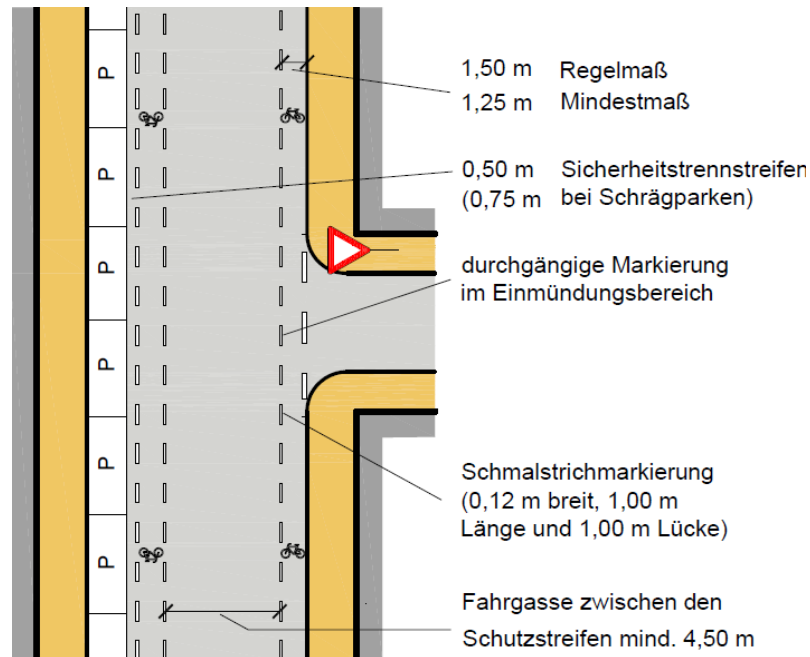 1,50 m Regelmaß
1,25 m Mindestmaß
0,50 m Sicherheitstrennstreifen
(0,75 m bei Schrägparken)
durchgängige Markierung
im Einmündungsbereich
Schmalstrichmarkierung
(0,12 m breit, 1,00 m
Länge und 1,00 m Lücke)
Fahrgasse zwischen den
Schutzstreifen mind. 4,50 m
P
P
P
P
P
P